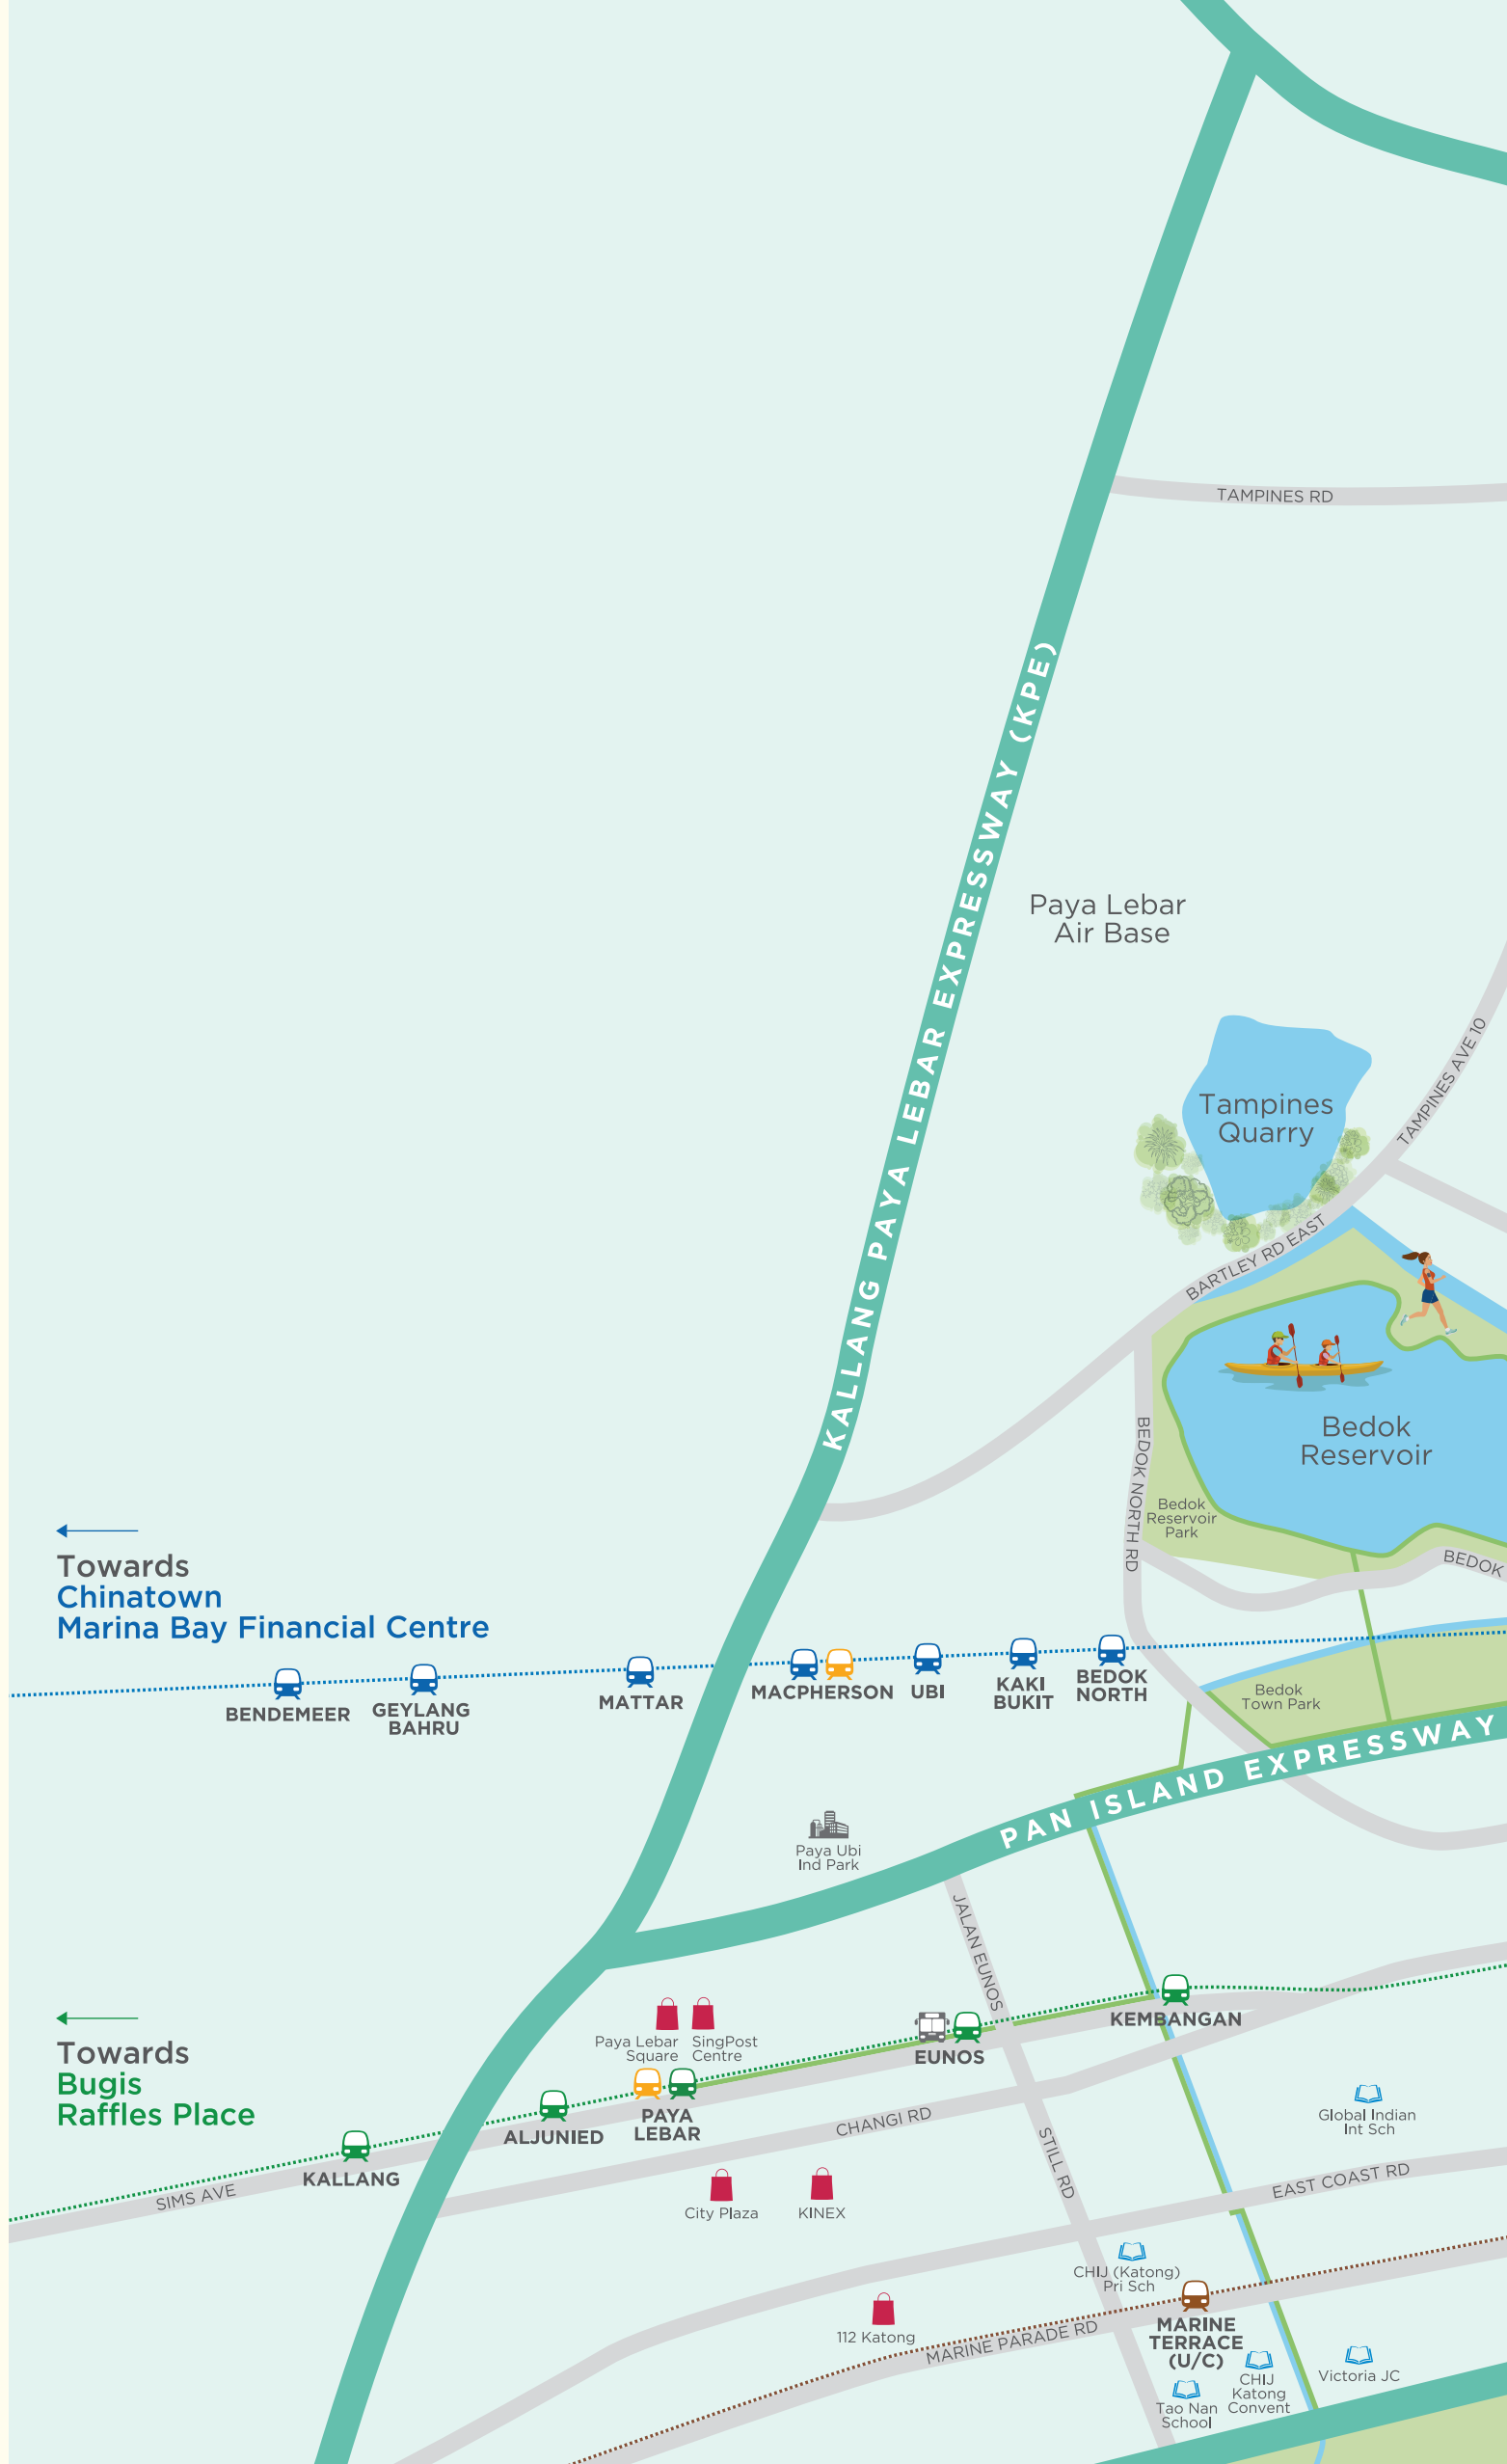 TAMPINES RD
KALLANG PAYA LEBAR EXPRESSWAY (KPE)
Paya Lebar
Air Base
TAMPINES AVE 10
Tampines
Quarry
BARTLEY RD EAST
Bedok
Reservoir
BEDOK NORTH RD
Bedok
Reservoir
Park
BEDOK
Towards
Chinatown
Marina Bay Financial Centre
BENDEMEER
GEYLANG
BAHRU
MATTAR
MACPHERSON
UBI
KAKI
BUKIT
BEDOK
NORTH
Bedok
Town Park
PAN ISLAND EXPRESSWAY
Paya Ubi
Ind Park
JALAN EUNOS
Towards
Bugis
Raffles Place
Paya Lebar
Square
SingPost
Centre
EUNOS
KEMBANGAN
PAYA
LEBAR
ALJUNIED
KALLANG
SIMS AVE
CHANGI RD
STILL RD
Global Indian
Int Sch
EAST COAST RD
City Plaza
KINEX
CHIJ (Katong)
Pri Sch
112 Katong
MARINE PARADE RD
MARINE
TERRACE
(U/C)
CHIJ
Katong
Convent
Victoria JC
Tao Nan
School